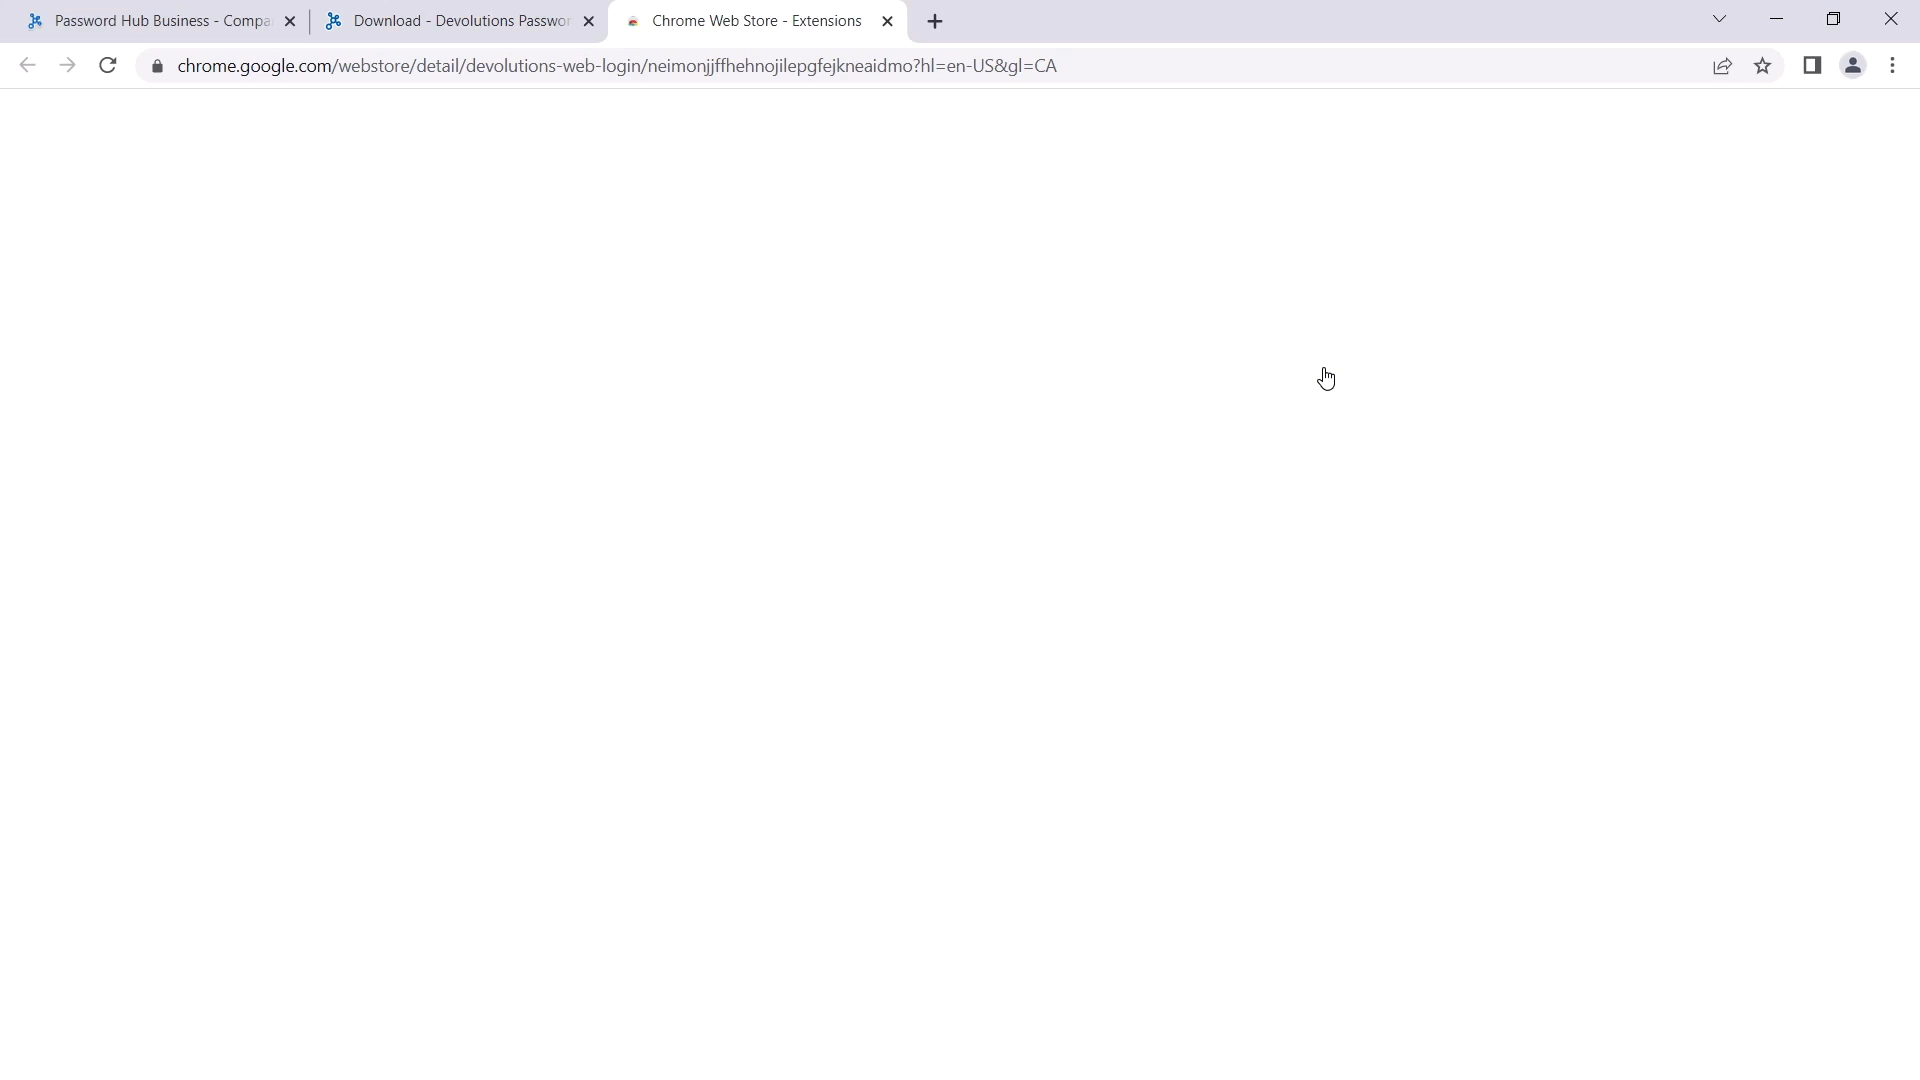 Password Hub Business - Compa
Download - Devolutions Passwor
Chrome Web Store - Extensions
chrome.google.com/webstore/detail/devolutions-web-login/neimonjjffhehnojilepgfejkneaidmo?hl=en-US&gl=CA